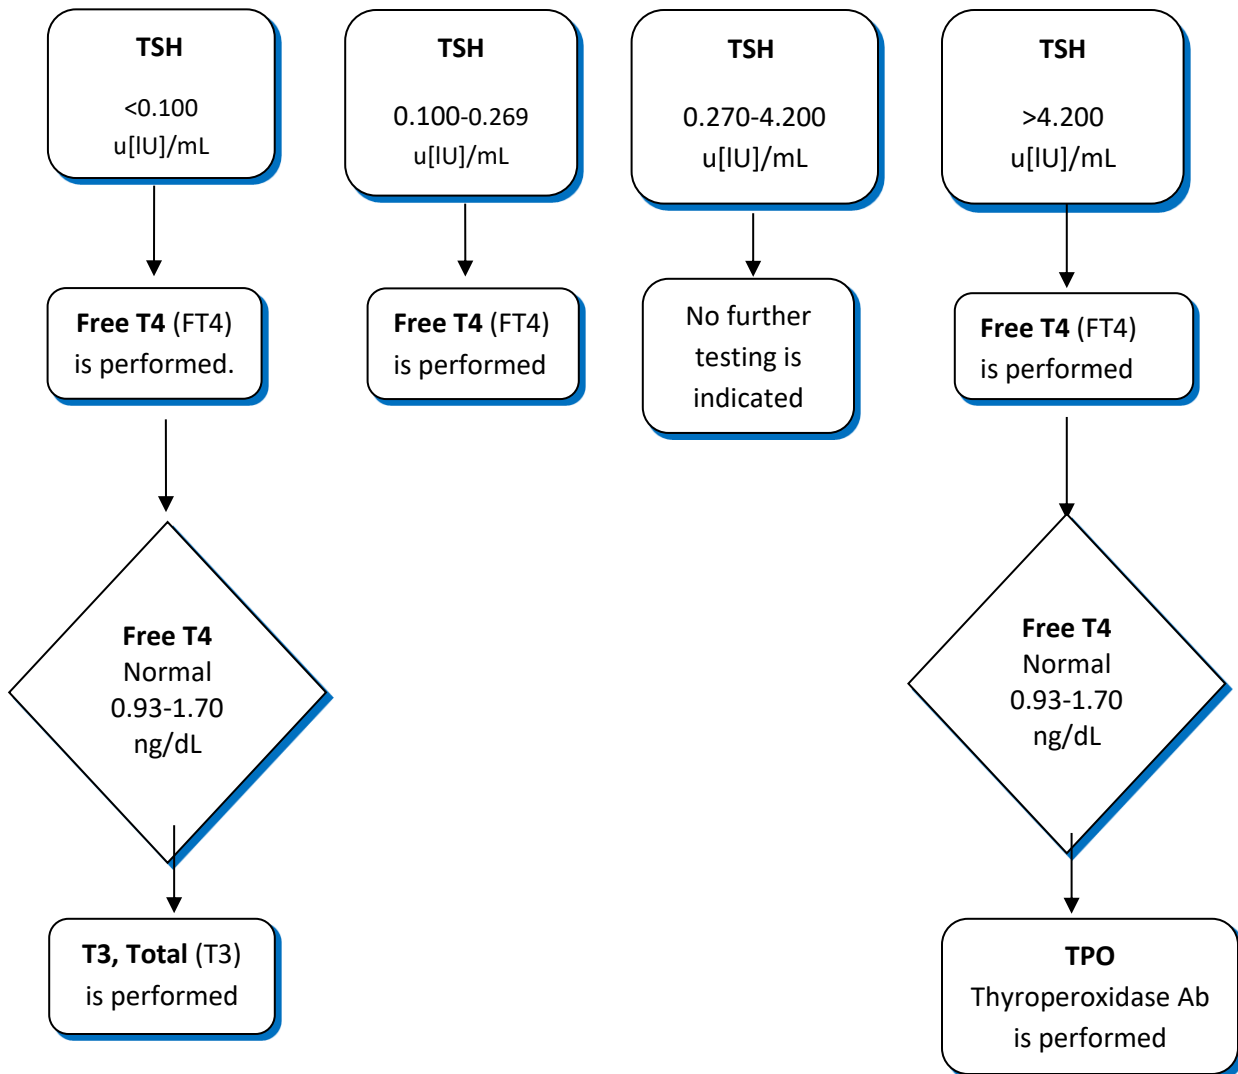 TSH
<0.100
u[IU]/mL
TSH
0.100-0.269
u[IU]/mL
TSH
0.270-4.200
u[IU]/mL
TSH
>4.200
u[IU]/mL
Free T4 (FT4)
is performed.
Free T4 (FT4)
is performed
No further
testing is
indicated
Free T4 (FT4)
is performed
Free T4
Normal
0.93-1.70
ng/dL
Free T4
Normal
0.93-1.70
ng/dL
T3, Total (T3)
is performed
TPO
Thyroperoxidase Ab
is performed